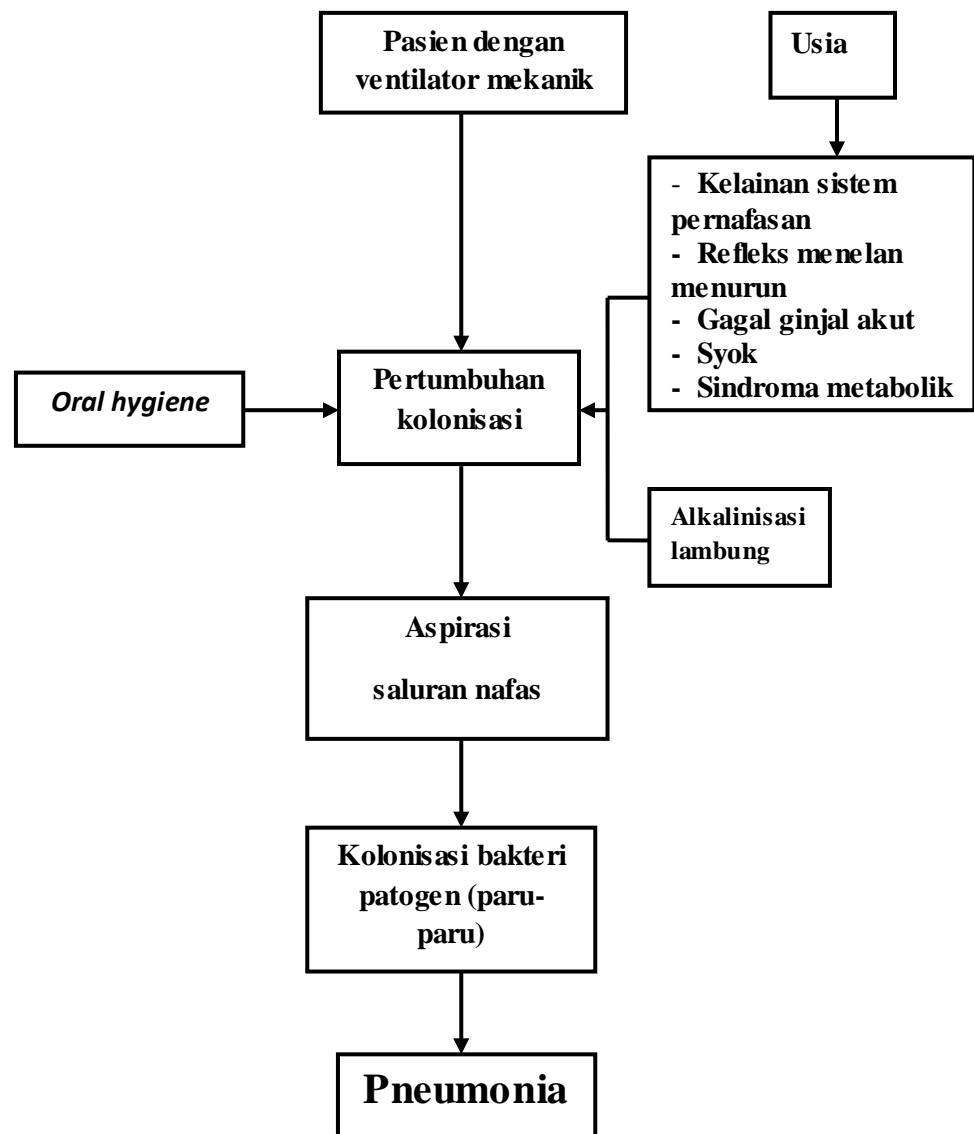 Pasien dengan
ventilator mekanik
Usia
- Kelainan sistem
pernafasan
- Refleks menelan
menurun
- Gagal ginjal akut
- Syok
- Sindroma metabolik
Oral hygiene
Pertumbuhan
kolonisasi
Alkalinisasi
lambung
Aspirasi
saluran nafas
Kolonisasi bakteri
patogen (paru-
paru)
Pneumonia